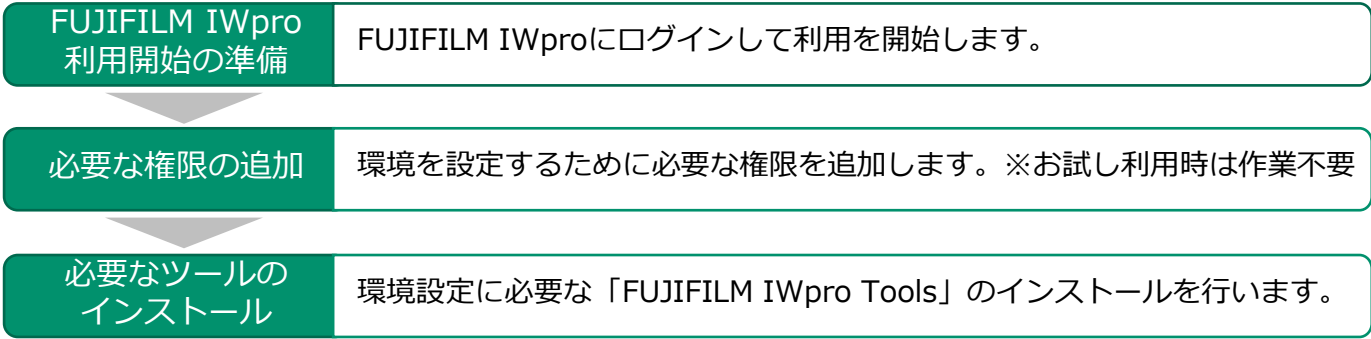 FUJIFILM IWpro
利用開始の準備
FUJIFILM IWproにログインして利用を開始します。
必要な権限の追加
環境を設定するために必要な権限を追加します。※お試し利用時は作業不要
必要なツールの
インストール
環境設定に必要な「FUJIFILM IWpro Tools」のインストールを行います。